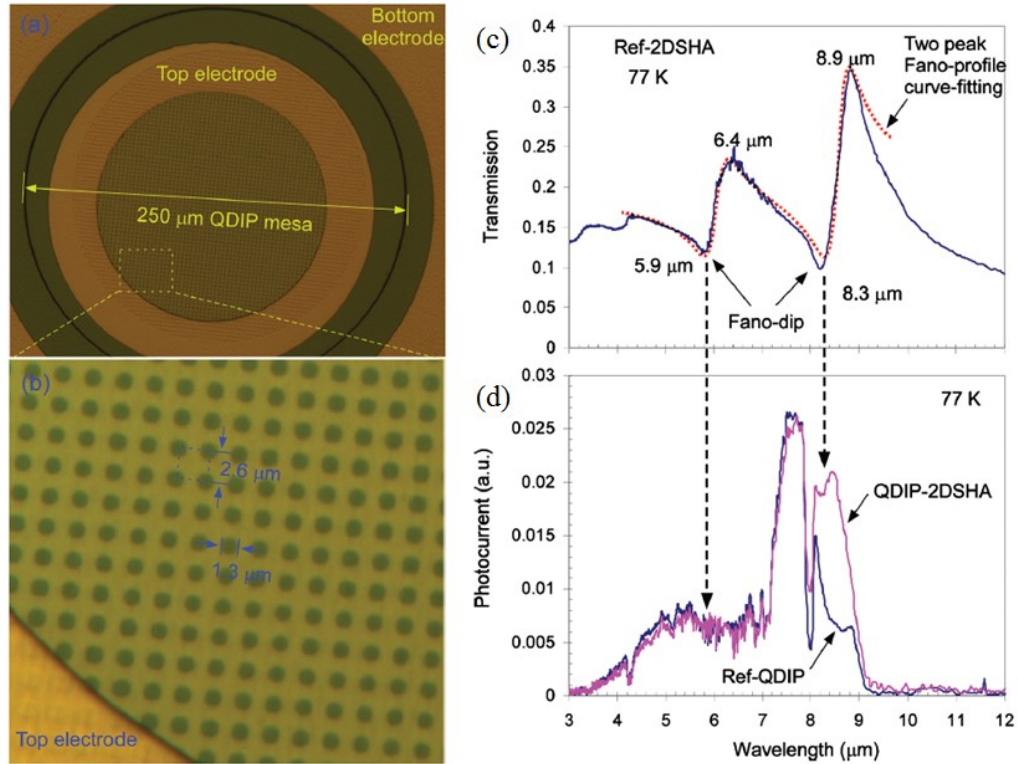 (a)
Bottom
electrode
Top electrode
250 μm QDIP mesa
(b)
2.6 μm
1.3 μm
Top electrode
(c)
Ref-2DSHA
77 K
8.9 μm
Two peak
Fano-profile
curve-fitting
6.4 μm
5.9 μm
8.3 μm
Fano-dip
Transmission
0.4
0.35
0.3
0.25
0.2
0.15
0.1
0.05
0
(d)
77 K
QDIP-2DSHA
Ref-QDIP
Photocurrent (a.u.)
0.03
0.025
0.02
0.015
0.01
0.005
0
3 4 5 6 7 8 9 10 11 12
Wavelength (μm)